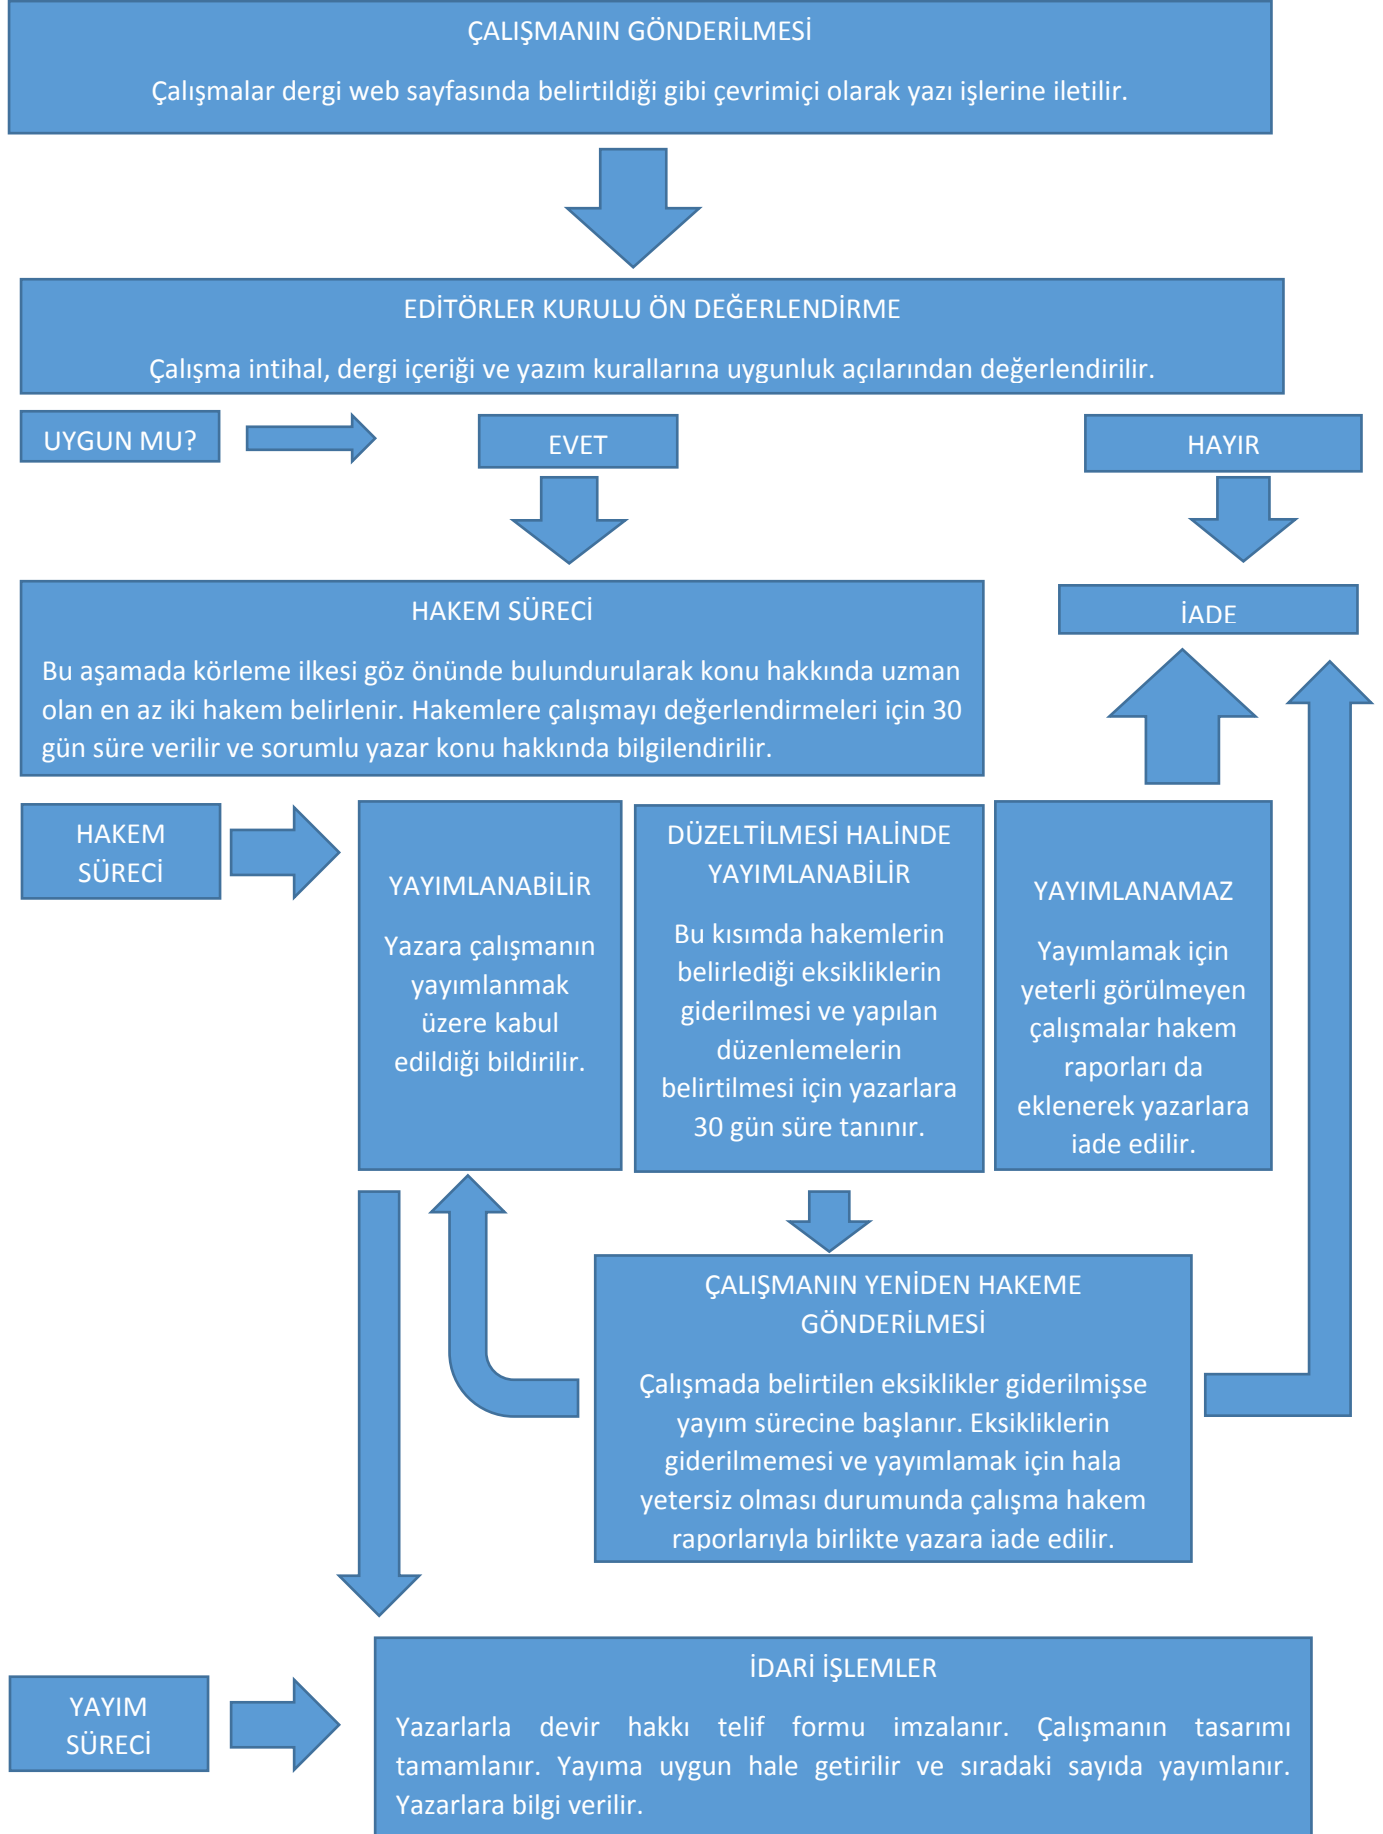 ÇALIŞMANIN GÖNDERİLMESİ
Çalışmalar dergi web sayfasında belirtildiği gibi çevrimiçi olarak yazı işlerine iletilir.
EDİTÖRLER KURULU ÖN DEĞERLENDİRME
Çalışma intihal, dergi içeriği ve yazım kurallarına uygunluk açılarından değerlendirilir.
UYGUN MU?
EVET
HAYIR
HAKEM SÜRECİ
Bu aşamada körleme ilkesi göz önünde bulundurularak konu hakkında uzman
olan en az iki hakem belirlenir. Hakemlere çalışmayı değerlendirmeleri için 30
gün süre verilir ve sorumlu yazar konu hakkında bilgilendirilir.
İADE
HAKEM
SÜRECİ
YAYIMLANABİLİR
Yazara çalışmanın
yayımlanmak
üzere kabul
edildiği bildirilir.
DÜZELTİLMESİ HALİNDE
YAYIMLANABİLİR
Bu kısımda hakemlerin
belirlediği eksikliklerin
giderilmesi ve yapılan
düzenlemelerin
belirtilmesi için yazarlara
30 gün süre tanınır.
YAYIMLANAMAZ
Yayımlamak için
yeterli görülmeyen
çalışmalar hakem
raporları da
eklenerek yazarlara
iade edilir.
ÇALIŞMANIN YENİDEN HAKEME
GÖNDERİLMESİ
Çalışmada belirtilen eksiklikler giderilmişse
yayım sürecine başlanır. Eksikliklerin
giderilmemesi ve yayımlamak için hala
yetersiz olması durumunda çalışma hakem
raporlarıyla birlikte yazara iade edilir.
YAYIM
SÜRECİ
İDARİ İŞLEMLER
Yazarlarla devir hakkı telif formu imzalanır. Çalışmanın tasarımı
tamamlanır. Yayıma uygun hale getirilir ve sıradaki sayıda yayımlanır.
Yazarlara bilgi verilir.